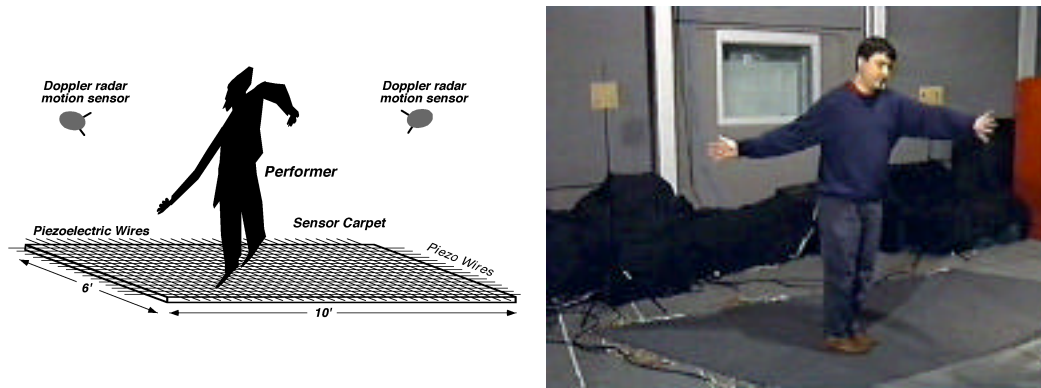 Doppler radar
motion sensor
Doppler radar
motion sensor
Performer
Sensor Carpet
Piezoelectric Wires
Piezo Wires
6'
10'